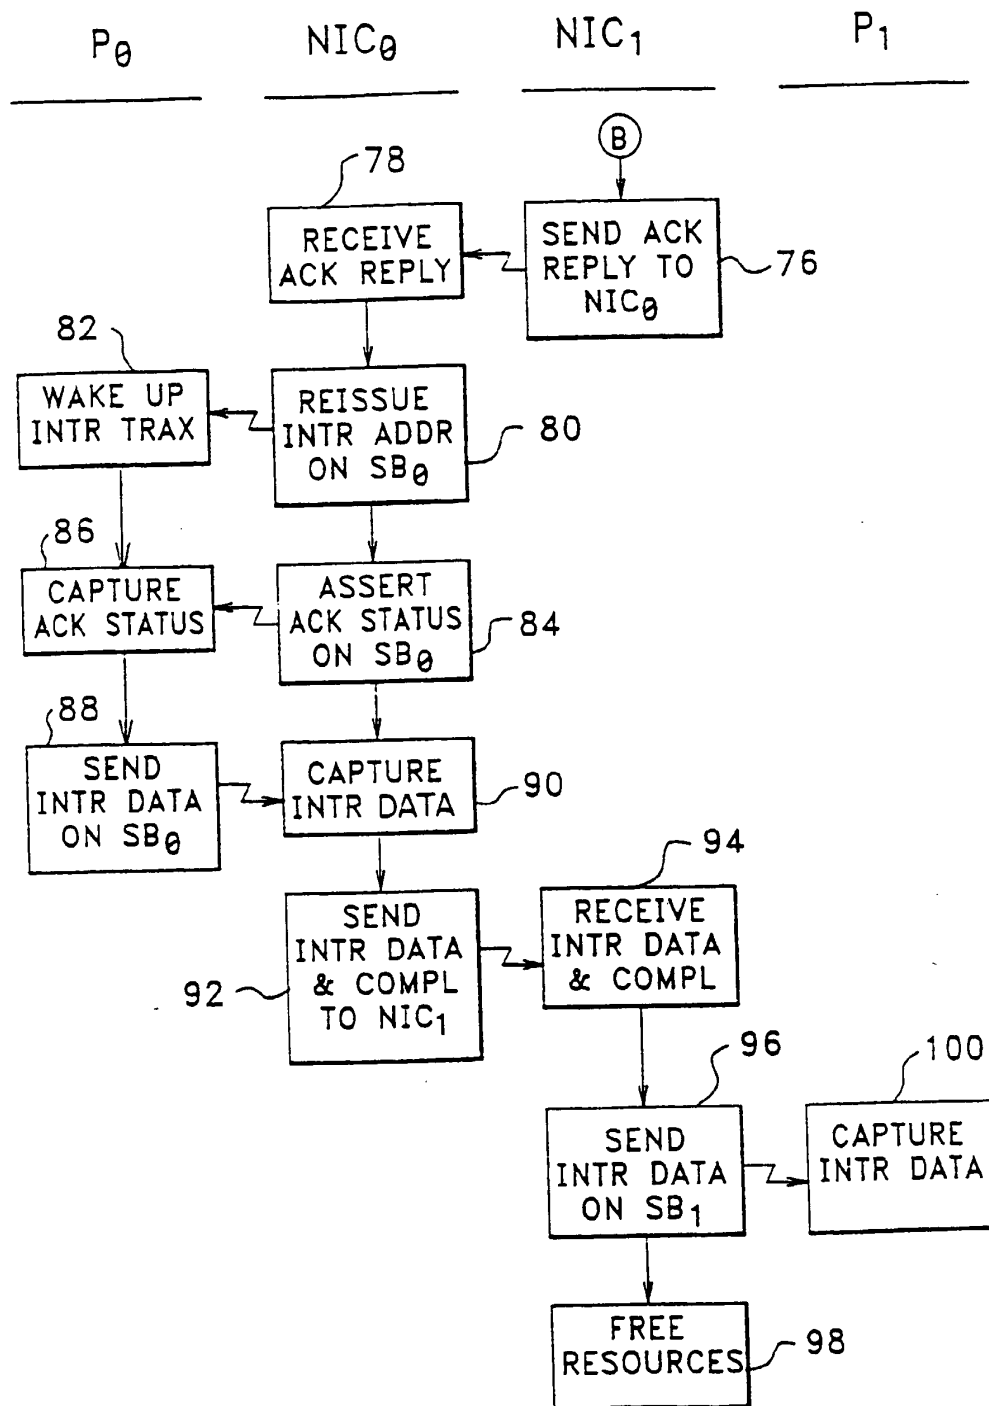 P0 NIC0 NIC1 P1
B
78
RECEIVE
ACK REPLY
SEND ACK
REPLY TO
NIC0
76
82
WAKE UP
INTR TRAX
REISSUE
INTR ADDR
ON SB0
80
86
CAPTURE
ACK STATUS
ASSERT
ACK STATUS
ON SB0
84
88
SEND
INTR DATA
ON SB0
CAPTURE
INTR DATA
90
SEND
INTR DATA
& COMPL
TO NIC1
92
94
RECEIVE
INTR DATA
& COMPL
96
SEND
INTR DATA
ON SB1
100
CAPTURE
INTR DATA
FREE
RESOURCES
98